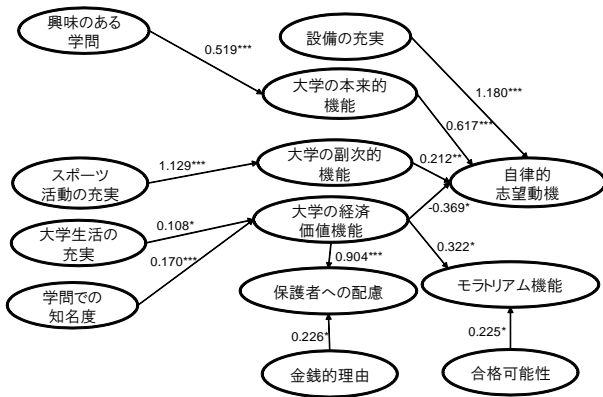 興味のある
学問
設備の充実
0.519***
1.180***
大学の本来的
機能
0.617***
スポーツ
活動の充実
1.129***
大学の副次的
機能
0.212**
自律的
志望動機
大学生活の
充実
0.108*
大学の経済
価値機能
-0.369*
0.170***
0.904***
0.322*
学問での
知名度
保護者への配慮
モラトリアム機能
0.226*
0.225*
金銭的理由
合格可能性